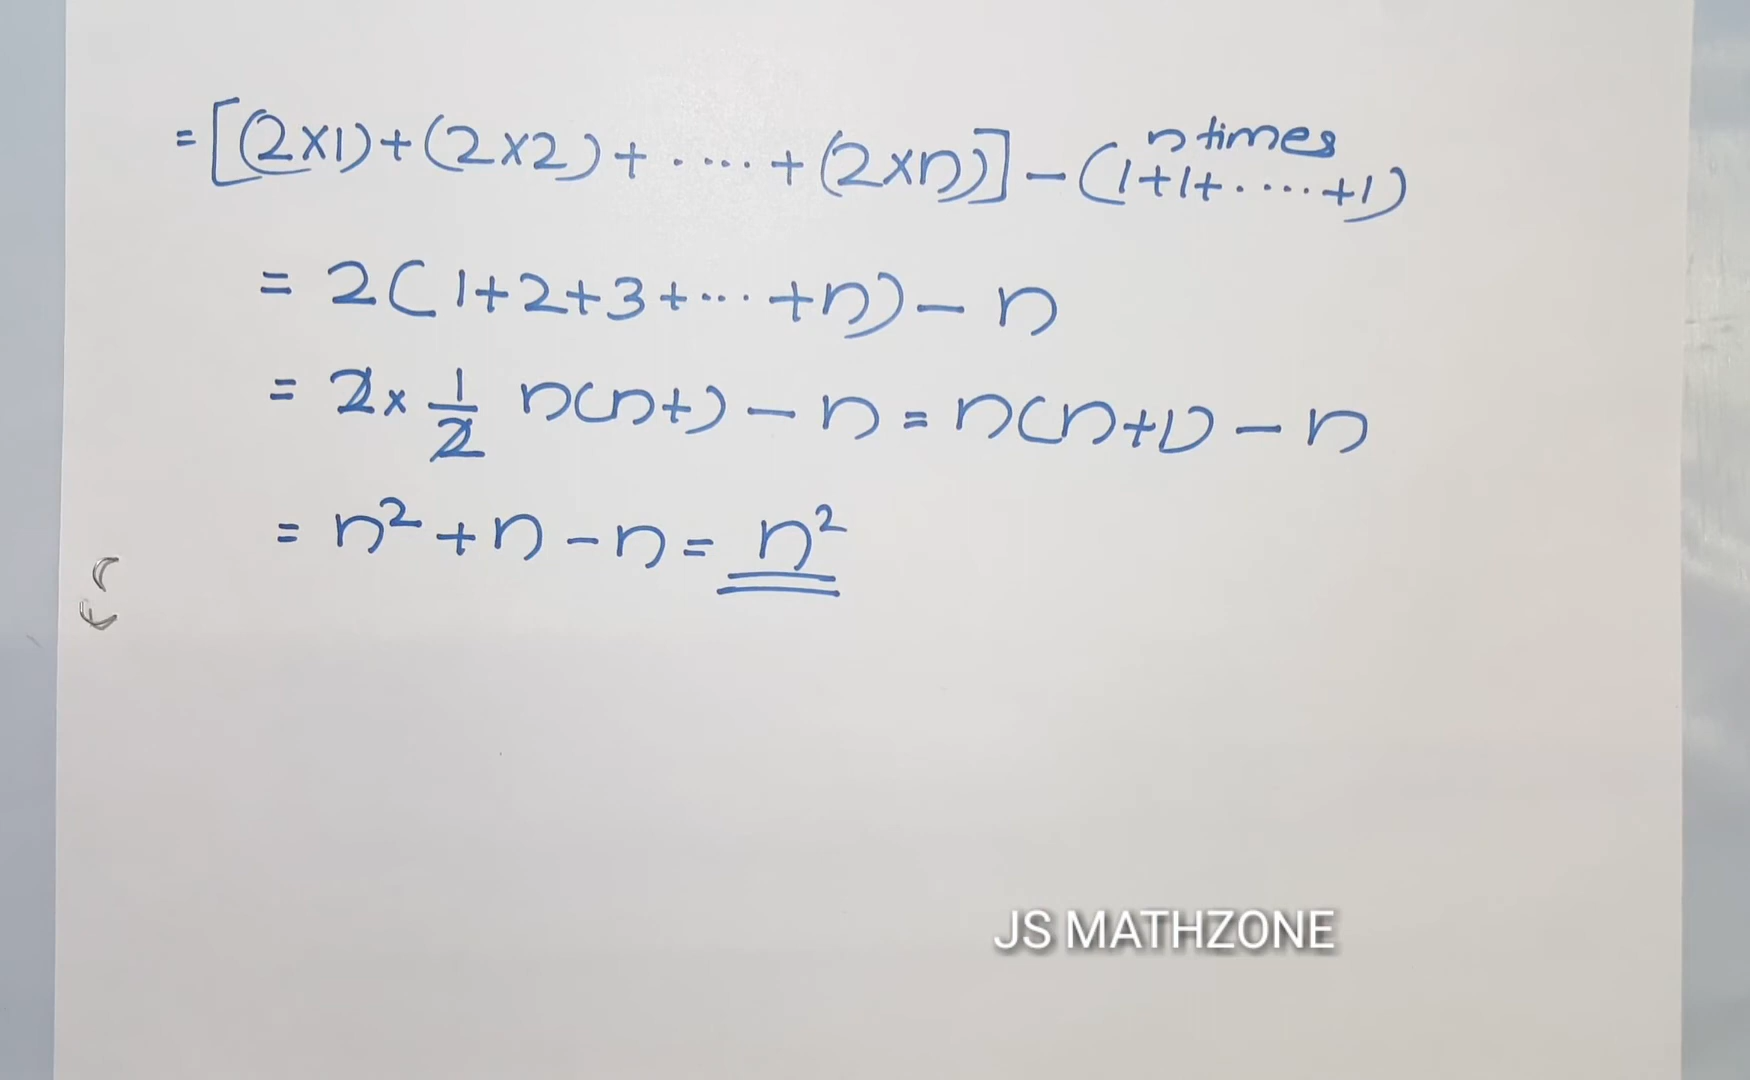 = [(2×1)+(2×2)+ ..... + (2×n)] - (1+1+.....+1)
n times
= 2(1+2+3+... +n) - n
= 2× 1/2 n(n+1) - n = n(n+1) - n
= n² + n - n = n²
JS MATHZONE